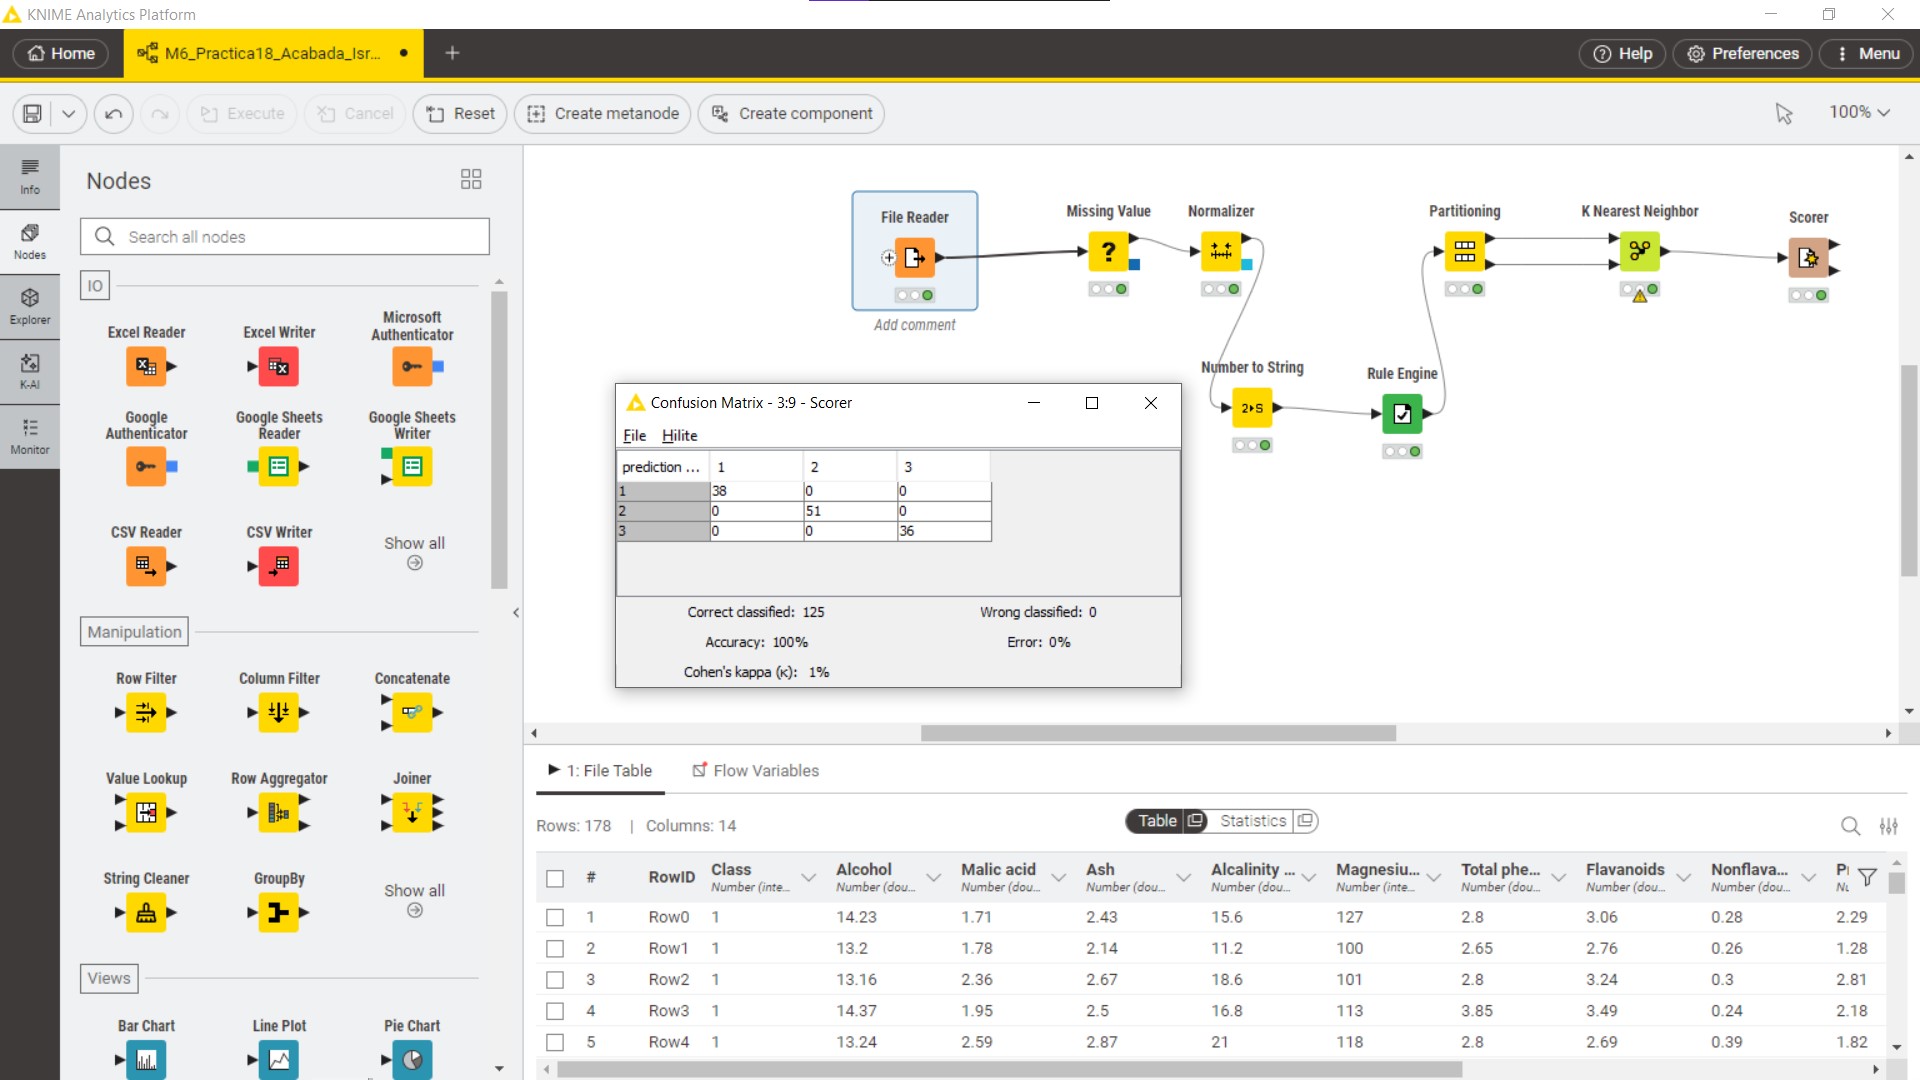 KNIME Analytics Platform
Home
M6_Practica18_Acabada_Isr...
Help
Preferences
Menu
Execute
Cancel
Reset
Create metanode
Create component
100%
Info
Nodes
Explorer
K-AI
Monitor
Nodes
Search all nodes
IO
Excel Reader
Excel Writer
Microsoft
Authenticator
Google
Authenticator
Google Sheets
Reader
Google Sheets
Writer
CSV Reader
CSV Writer
Show all
Manipulation
Row Filter
Column Filter
Concatenate
Value Lookup
Row Aggregator
Joiner
String Cleaner
GroupBy
Show all
Views
Bar Chart
Line Plot
Pie Chart
File Reader
Add comment
Missing Value
?
Normalizer
Number to String
2▸S
Rule Engine
Partitioning
K Nearest Neighbor
Scorer
Confusion Matrix - 3:9 - Scorer
File Hilite
prediction ... 1 2 3
1 38 0 0
2 0 51 0
3 0 0 36
Correct classified: 125 Wrong classified: 0
Accuracy: 100% Error: 0%
Cohen's kappa (κ): 1%
1: File Table
Flow Variables
Rows: 178 | Columns: 14
Table
Statistics
# RowID Class Alcohol Malic acid Ash Alcalinity ... Magnesiu... Total phe... Flavanoids Nonflava...
Number (inte... Number (dou... Number (dou... Number (dou... Number (dou... Number (inte... Number (dou... Number (dou... Number (dou...
1 Row0 1 14.23 1.71 2.43 15.6 127 2.8 3.06 0.28 2.29
2 Row1 1 13.2 1.78 2.14 11.2 100 2.65 2.76 0.26 1.28
3 Row2 1 13.16 2.36 2.67 18.6 101 2.8 3.24 0.3 2.81
4 Row3 1 14.37 1.95 2.5 16.8 113 3.85 3.49 0.24 2.18
5 Row4 1 13.24 2.59 2.87 21 118 2.8 2.69 0.39 1.82